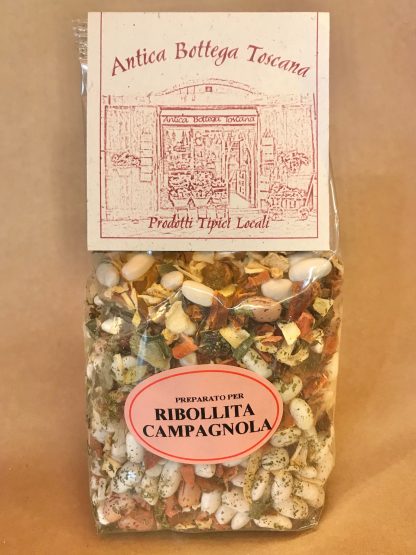 Antica Bottega Toscana
Antica Bottega Toscana
Prodotti Tipici Locali
PREPARATO PER
RIBOLLITA
CAMPAGNOLA